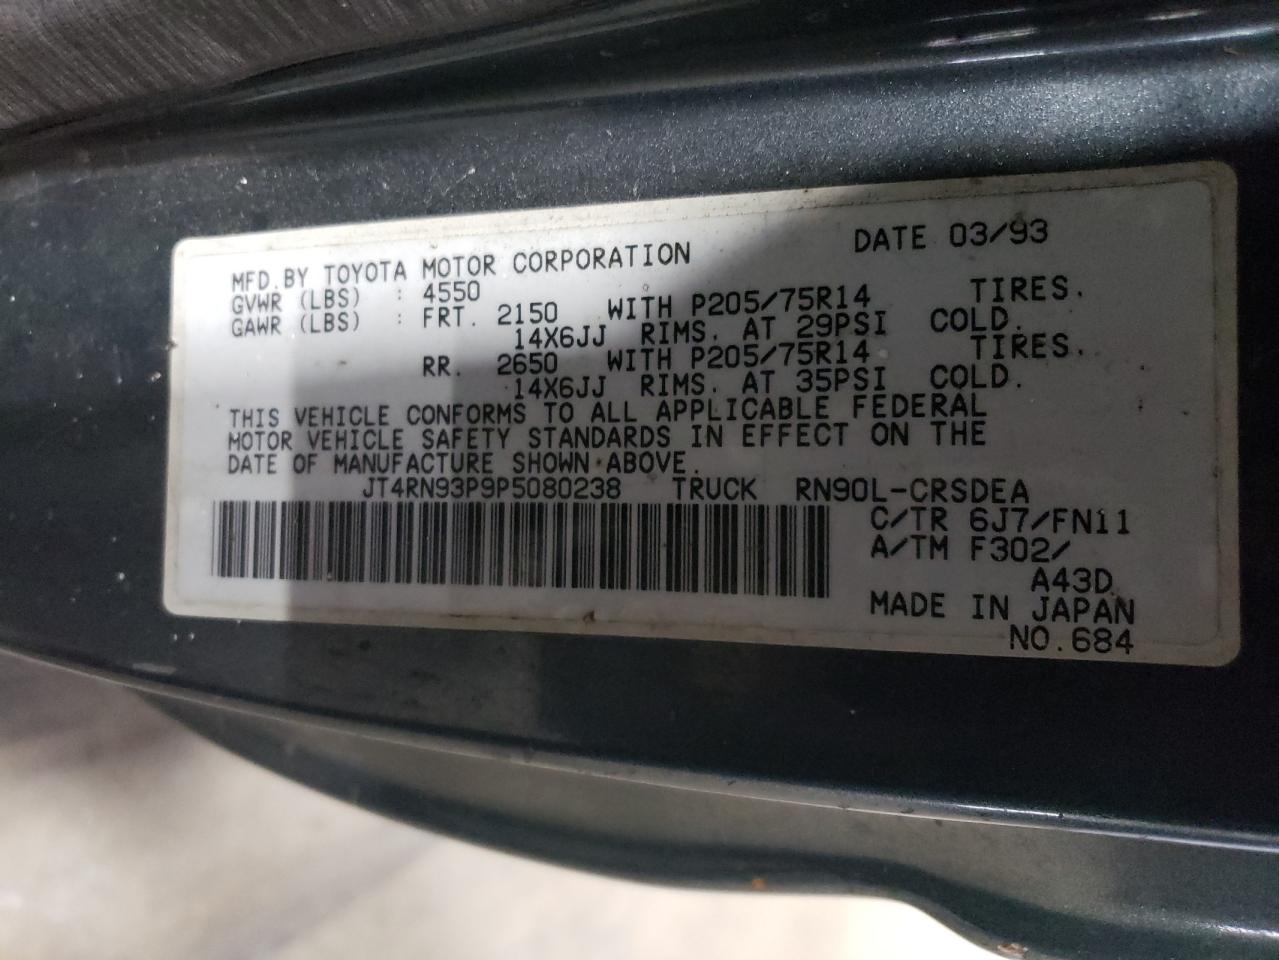 MFD.BY TOYOTA MOTOR CORPORATION DATE 03/93
GVWR (LBS) : 4550
GAWR (LBS) : FRT. 2150 WITH P205/75R14 TIRES.
14X6JJ RIMS. AT 29PSI COLD.
RR. 2650 WITH P205/75R14 TIRES.
14X6JJ RIMS. AT 35PSI COLD.
THIS VEHICLE CONFORMS TO ALL APPLICABLE FEDERAL
MOTOR VEHICLE SAFETY STANDARDS IN EFFECT ON THE
DATE OF MANUFACTURE SHOWN ABOVE.
JT4RN93P9P5080238 TRUCK RN90L-CRSDEA
C/TR 6J7/FN11
A/TM F302/
A43D
MADE IN JAPAN
NO.684